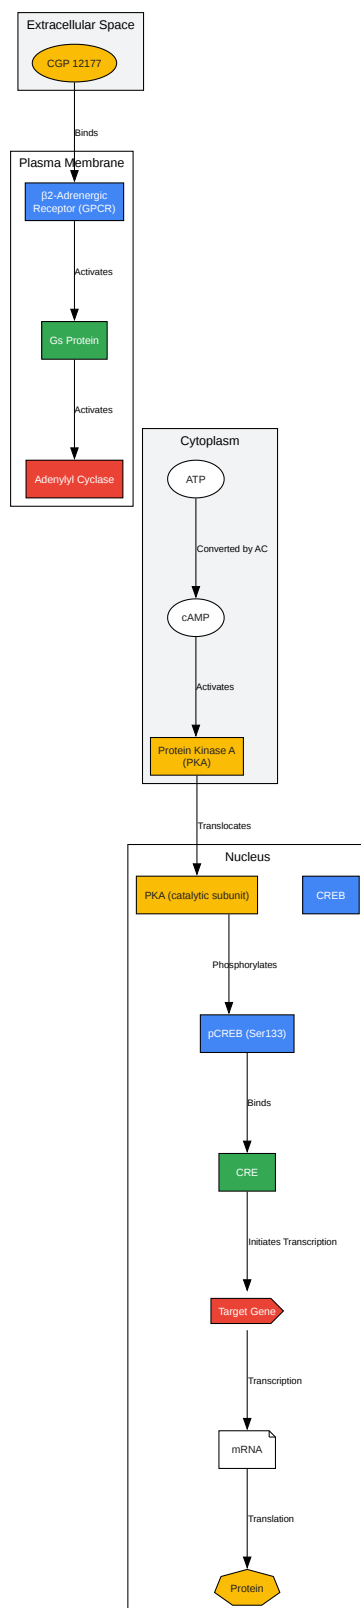 Extracellular Space
CGP 12177
Binds
Plasma Membrane
β2-Adrenergic
Receptor (GPCR)
Activates
Gs Protein
Activates
Adenylyl Cyclase
Cytoplasm
ATP
Converted by AC
cAMP
Activates
Protein Kinase A
(PKA)
Translocates
Nucleus
PKA (catalytic subunit)
CREB
Phosphorylates
pCREB (Ser133)
Binds
CRE
Initiates Transcription
Target Gene
Transcription
mRNA
Translation
Protein